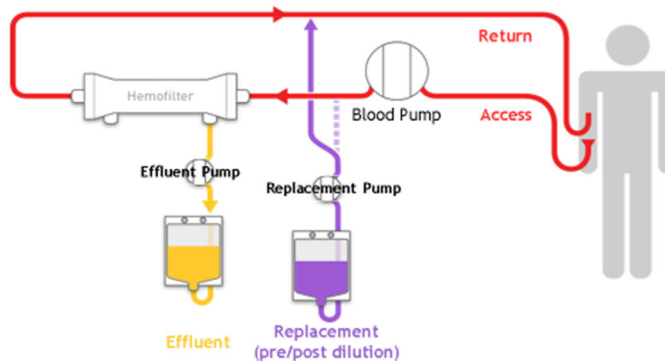 Return
Hemofilter
Blood Pump
Access
Effluent Pump
Replacement Pump
Effluent
Replacement
(pre/post dilution)